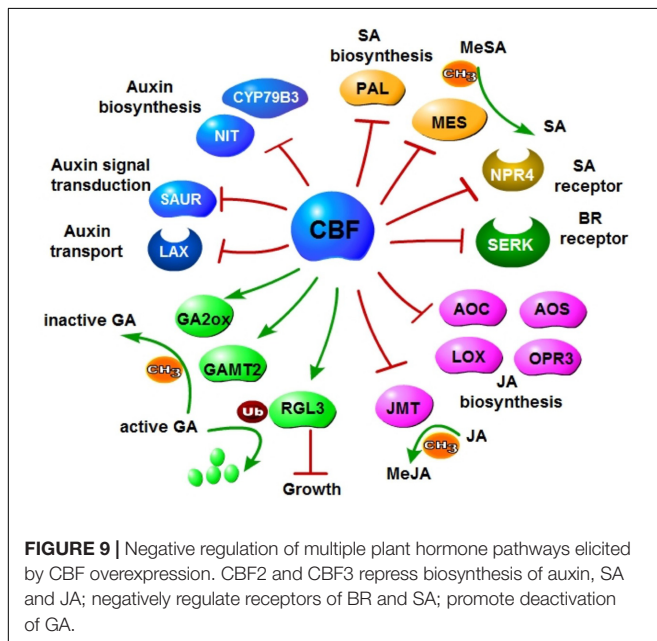 SA
biosynthesis
MeSA
CH3
PAL
MES
SA
Auxin
biosynthesis
CYP79B3
NIT
NPR4
SA
receptor
Auxin signal
transduction
SAUR
CBF
SERK
BR
receptor
Auxin
transport
LAX
GA2ox
AOC
AOS
inactive GA
GAMT2
LOX
OPR3
CH3
JA
biosynthesis
active GA
Ub
RGL3
JMT
CH3
JA
MeJA
Growth
FIGURE 9 | Negative regulation of multiple plant hormone pathways elicited
by CBF overexpression. CBF2 and CBF3 repress biosynthesis of auxin, SA
and JA; negatively regulate receptors of BR and SA; promote deactivation
of GA.